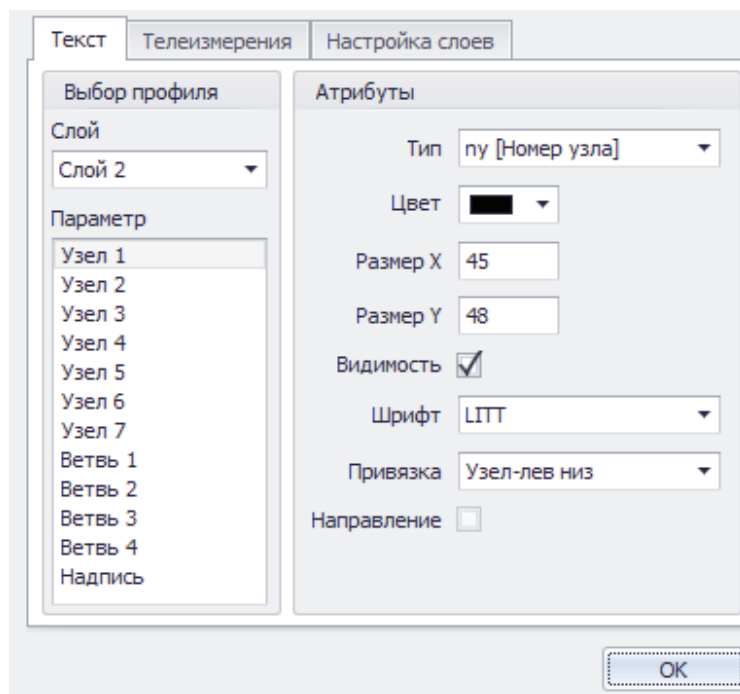 Текст Телеизмерения Настройка слоев
Выбор профиля
Слой
Слой 2
Параметр
Узел 1
Узел 2
Узел 3
Узел 4
Узел 5
Узел 6
Узел 7
Ветвь 1
Ветвь 2
Ветвь 3
Ветвь 4
Надпись
Атрибуты
Тип ny [Номер узла]
Цвет
Размер X 45
Размер Y 48
Видимость
Шрифт LITT
Привязка Узел-лев низ
Направление
OK